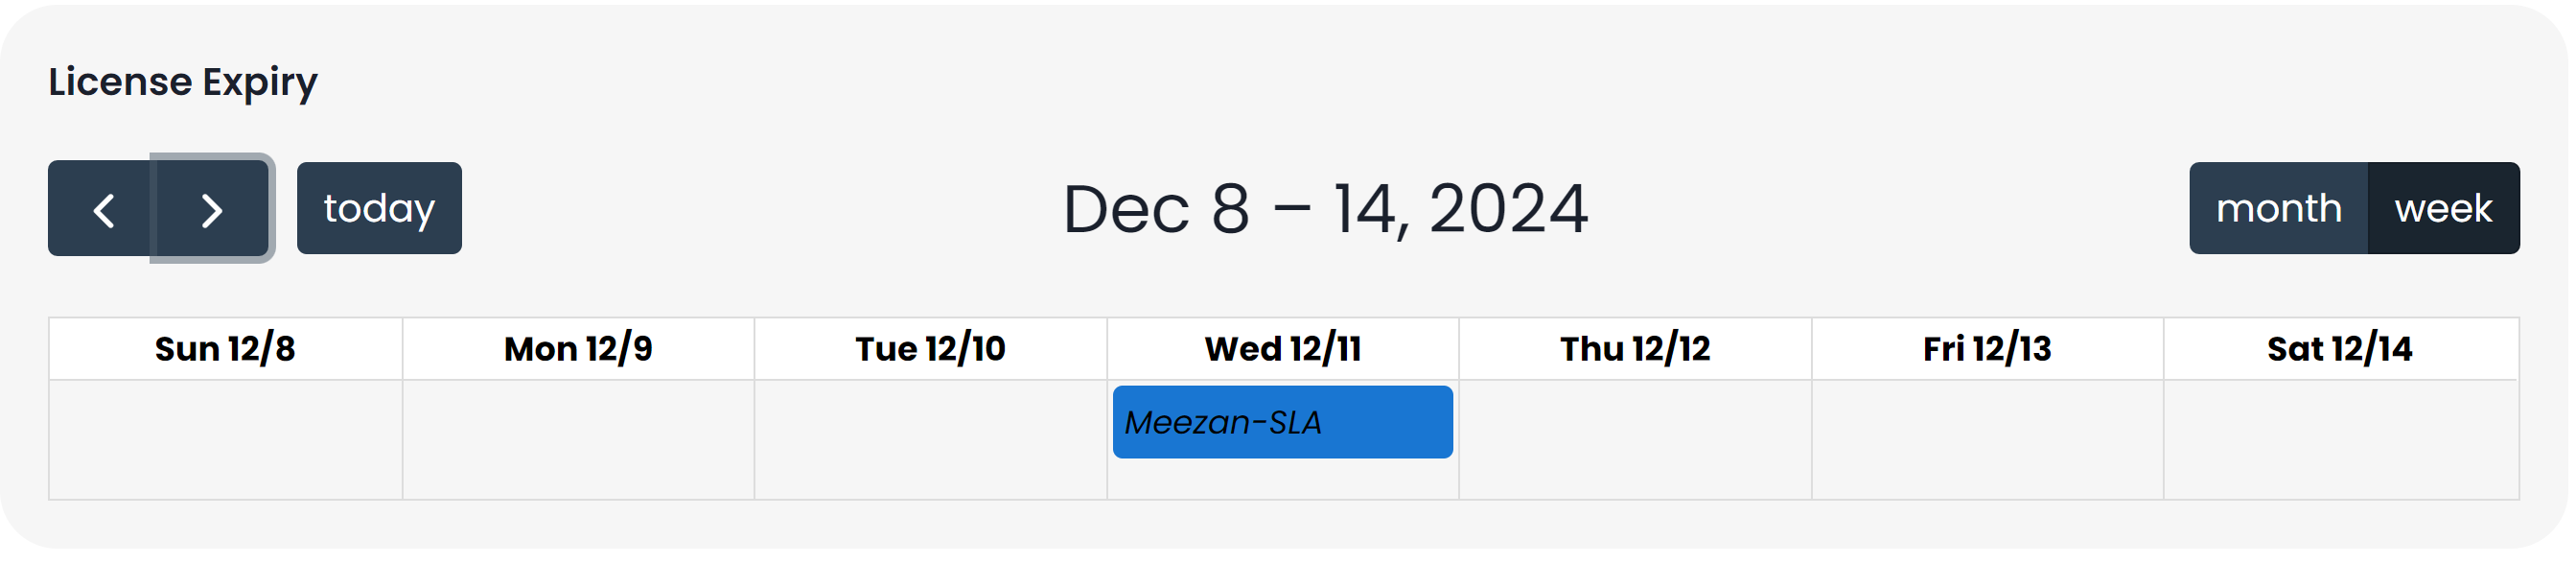 License Expiry
today
Dec 8 – 14, 2024
month week
Sun 12/8 Mon 12/9 Tue 12/10 Wed 12/11 Thu 12/12 Fri 12/13 Sat 12/14
Meezan-SLA